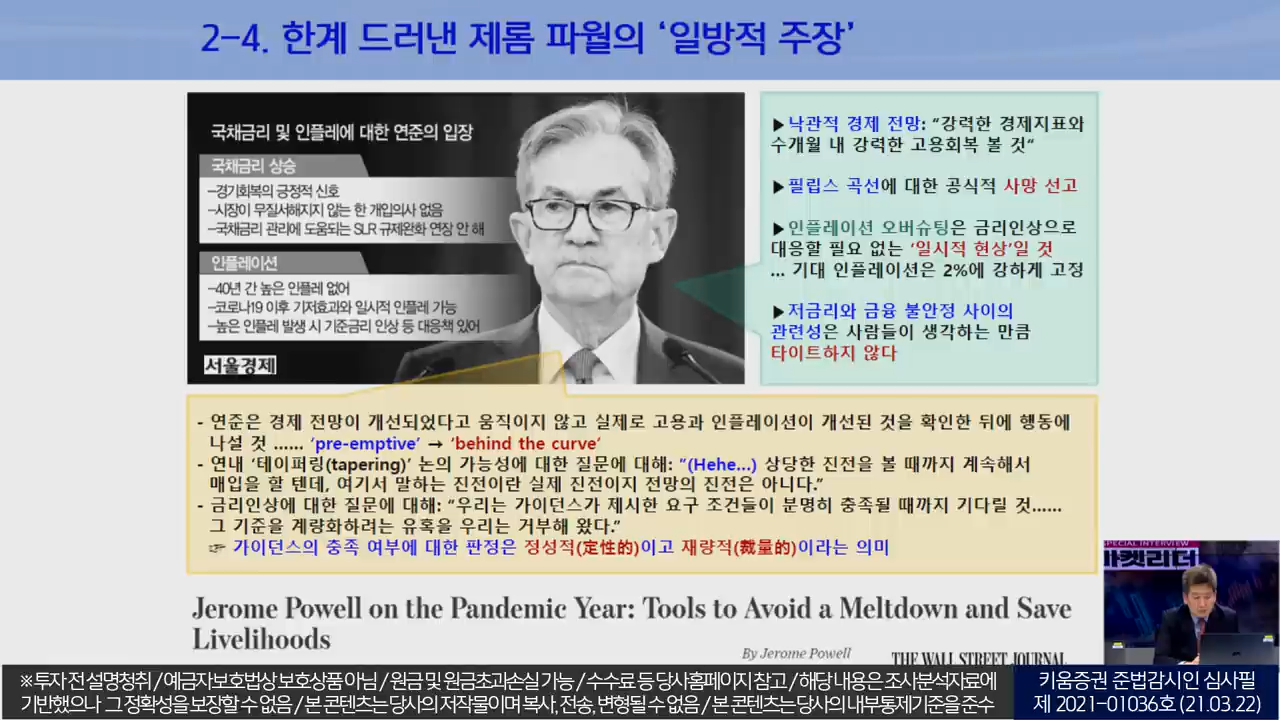 2-4. 한계 드러낸 제롬 파월의 ‘일방적 주장’
국채금리 및 인플레에 대한 연준의 입장
국채금리 상승
-경기회복의 긍정적 신호
-시장이 무질서해지지 않는 한 개입의사 없음
-국채금리 관리에 도움되는 SLR 규제완화 연장 안 해
인플레이션
-40년 간 높은 인플레 없어
-코로나19 이후 기저효과와 일시적 인플레 가능
-높은 인플레 발생 시 기준금리 인상 등 대응책 있어
서울경제
▶낙관적 경제 전망: “강력한 경제지표와
수개월 내 강력한 고용회복 볼 것“
▶필립스 곡선에 대한 공식적 사망 선고
▶인플레이션 오버슈팅은 금리인상으로
대응할 필요 없는 ‘일시적 현상’일 것
... 기대 인플레이션은 2%에 강하게 고정
▶저금리와 금융 불안정 사이의
관련성은 사람들이 생각하는 만큼
타이트하지 않다
- 연준은 경제 전망이 개선되었다고 움직이지 않고 실제로 고용과 인플레이션이 개선된 것을 확인한 뒤에 행동에
나설 것 …… ‘pre-emptive’ → ‘behind the curve’
- 연내 ‘테이퍼링(tapering)’ 논의 가능성에 대한 질문에 대해: “(Hehe...) 상당한 진전을 볼 때까지 계속해서
매입을 할 텐데, 여기서 말하는 진전이란 실제 진전이지 전망의 진전은 아니다.”
- 금리인상에 대한 질문에 대해: “우리는 가이던스가 제시한 요구 조건들이 분명히 충족될 때까지 기다릴 것……
그 기준을 계량화하려는 유혹을 우리는 거부해 왔다.”
☞ 가이던스의 충족 여부에 대한 판정은 정성적(定性的)이고 재량적(裁量的)이라는 의미
Jerome Powell on the Pandemic Year: Tools to Avoid a Meltdown and Save
Livelihoods
By Jerome Powell
THE WALL STREET JOURNAL
SPECIAL INTERVIEW
마켓리더
※ 투자 전 설명청취 / 예금자보호법상 보호상품 아님 / 원금 및 원금초과손실 가능 / 수수료 등 당사홈페이지 참고 / 해당 내용은 조사분석자료에
기반했으나 그 정확성을 보장할 수 없음 / 본 콘텐츠는 당사의 저작물이며 복사, 전송, 변형될 수 없음 / 본 콘텐츠는 당사의 내부통제기준을 준수
키움증권 준법감시인 심사필
제 2021-01036호 (21.03.22)